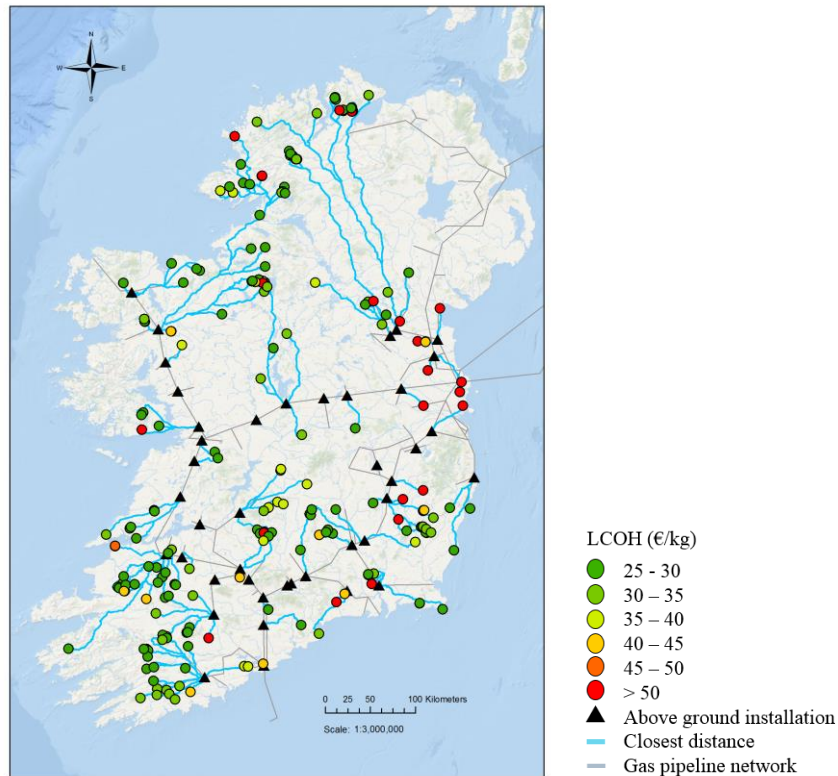 N
W E
S
0 25 50 100 Kilometers
Scale: 1:3,000,000
LCOH (€/kg)
25 - 30
30 – 35
35 – 40
40 – 45
45 – 50
> 50
Above ground installation
Closest distance
Gas pipeline network